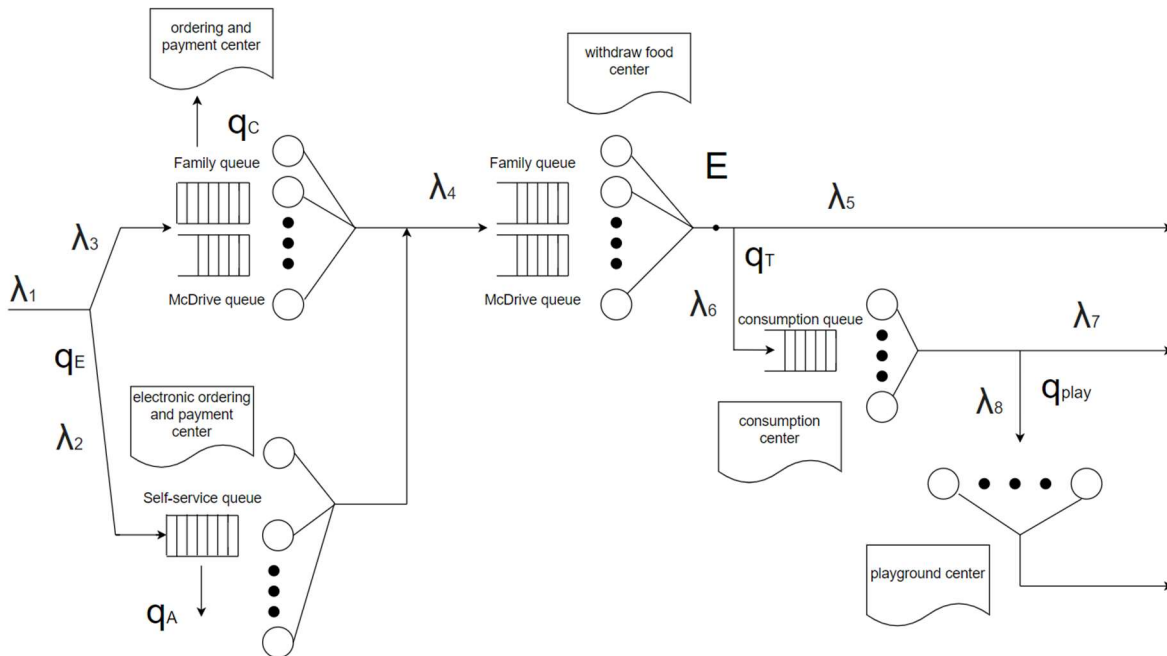 ordering and
payment center
withdraw food
center
qC
Family queue
McDrive queue
λ4
Family queue
McDrive queue
E
λ5
λ3
λ1
qT
λ6
consumption queue
λ7
qE
λ2
electronic ordering
and payment
center
consumption
center
λ8
qplay
Self-service queue
qA
playground center